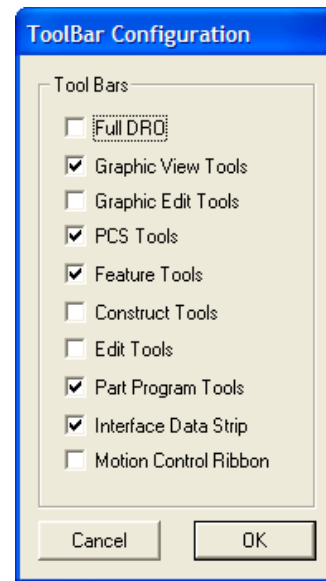 ToolBar Configuration
Tool Bars
Full DRO
Graphic View Tools
Graphic Edit Tools
PCS Tools
Feature Tools
Construct Tools
Edit Tools
Part Program Tools
Interface Data Strip
Motion Control Ribbon
Cancel OK